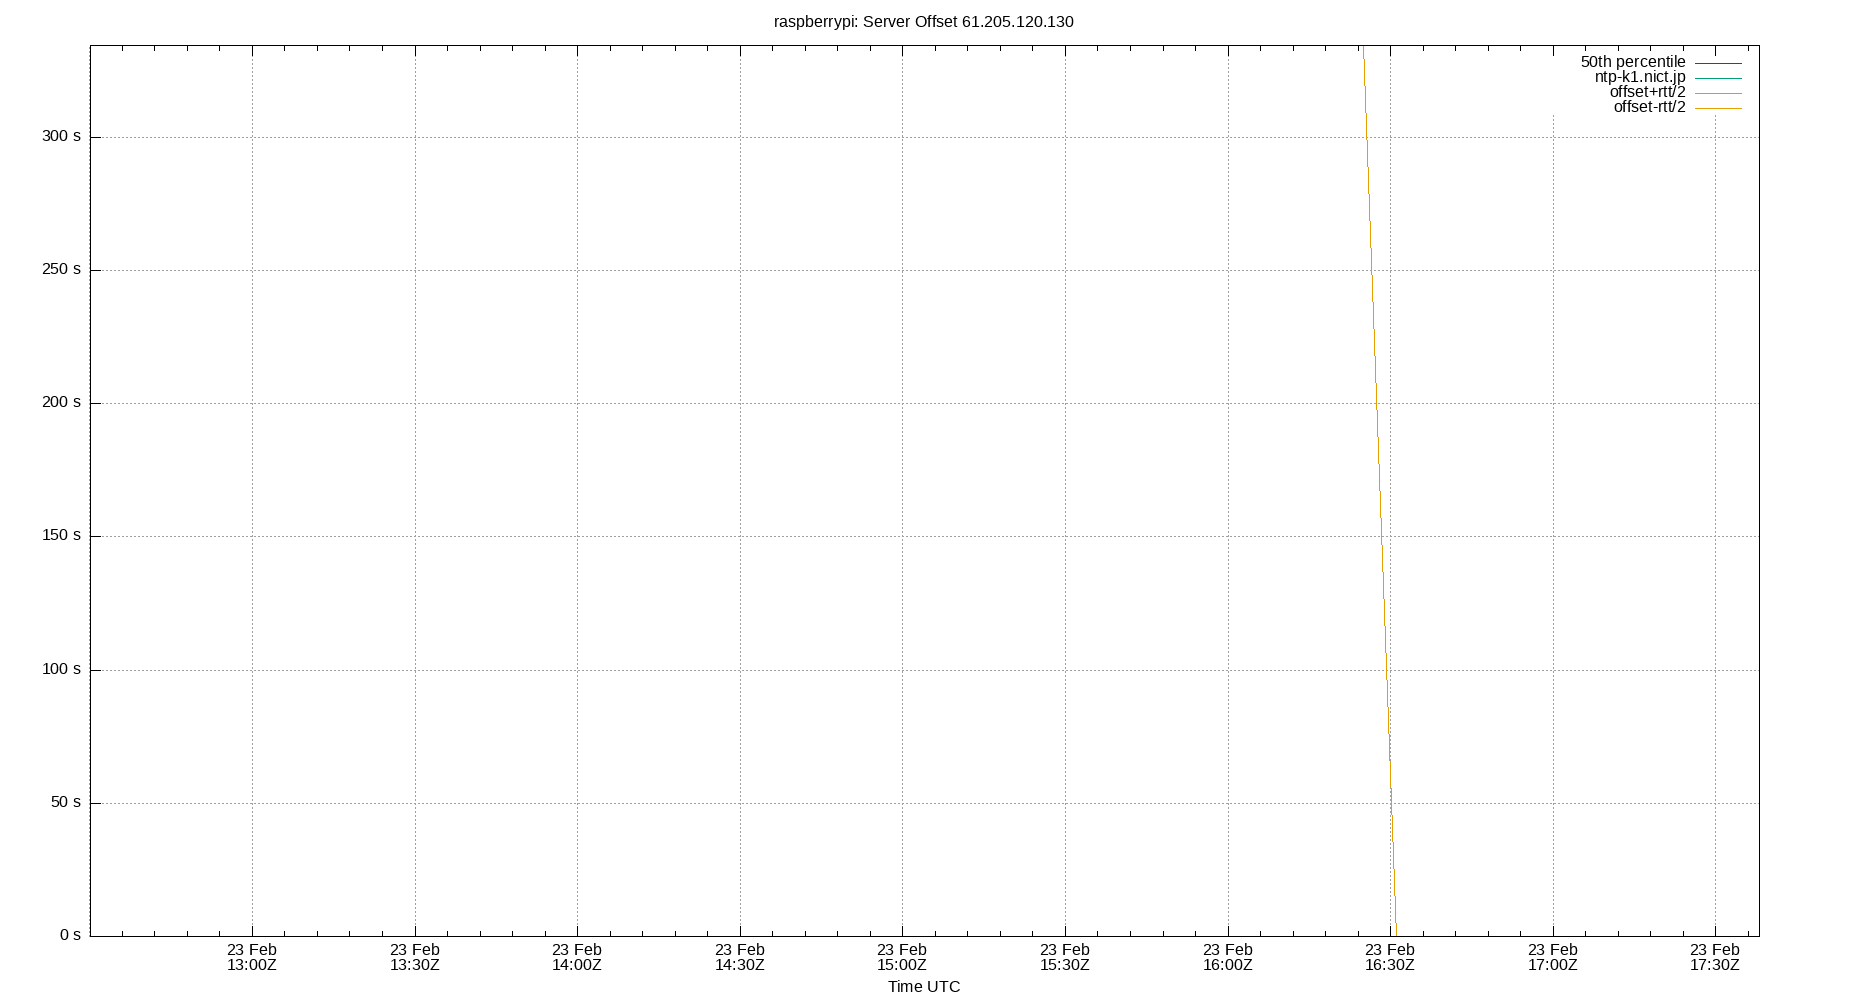 raspberrypi: Server Offset 61.205.120.130
50th percentile
ntp-k1.nict.jp
offset+rtt/2
offset-rtt/2
300 s
250 s
200 s
150 s
100 s
50 s
0 s
23 Feb 23 Feb 23 Feb 23 Feb 23 Feb 23 Feb 23 Feb 23 Feb 23 Feb 23 Feb
13:00Z 13:30Z 14:00Z 14:30Z 15:00Z 15:30Z 16:00Z 16:30Z 17:00Z 17:30Z
Time UTC